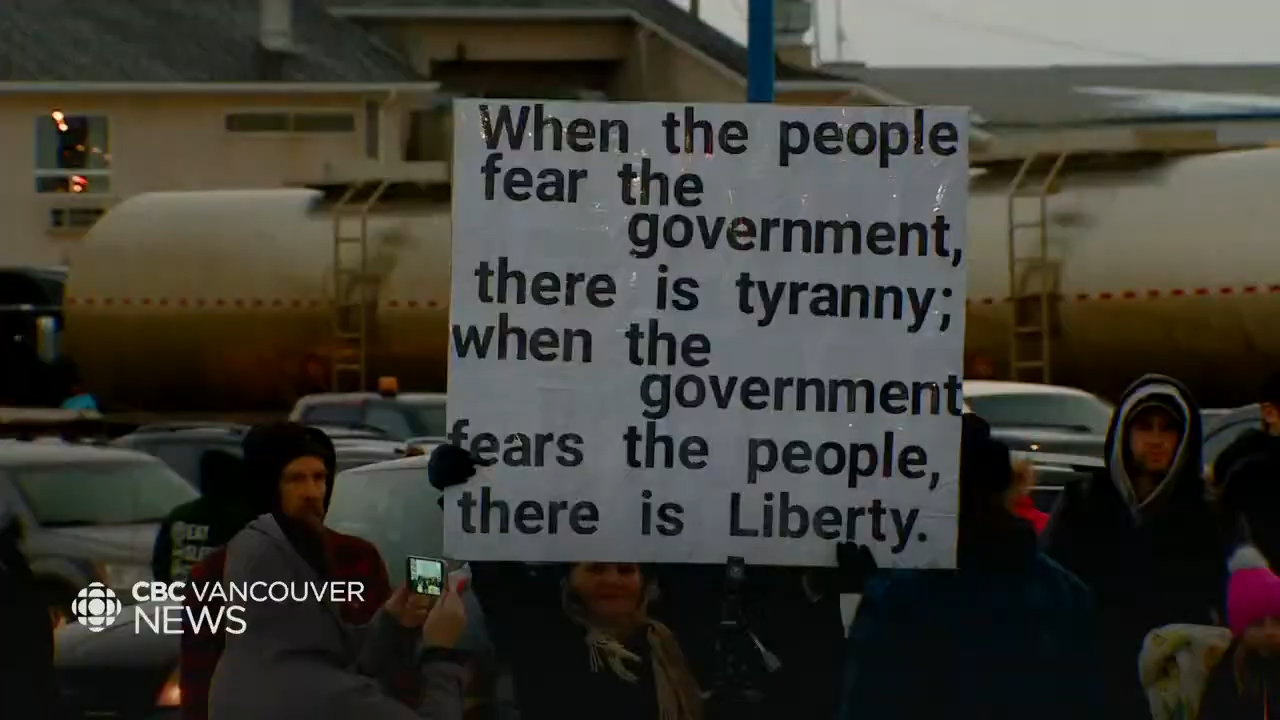 When the people
fear the
government,
there is tyranny;
when the
government
fears the people,
there is Liberty.
CBC VANCOUVER
NEWS